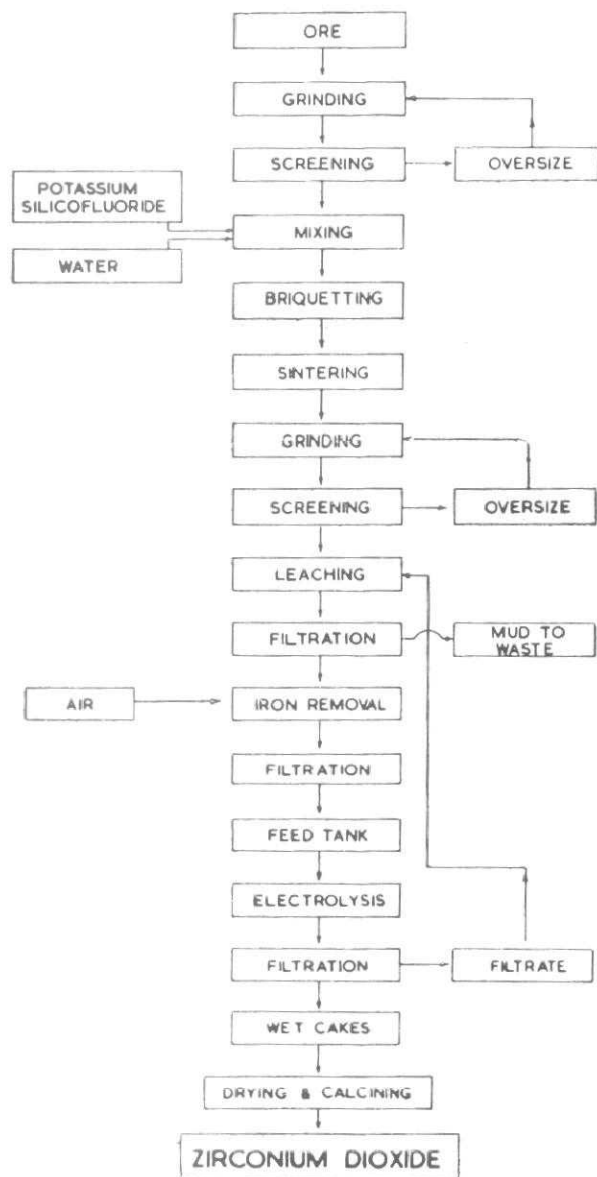 ORE
GRINDING
SCREENING
OVERSIZE
POTASSIUM
SILICOFLUORIDE
MIXING
WATER
BRIQUETTING
SINTERING
GRINDING
SCREENING
OVERSIZE
LEACHING
FILTRATION
MUD TO
WASTE
AIR
IRON REMOVAL
FILTRATION
FEED TANK
ELECTROLYSIS
FILTRATION
FILTRATE
WET CAKES
DRYING & CALCINING
ZIRCONIUM DIOXIDE